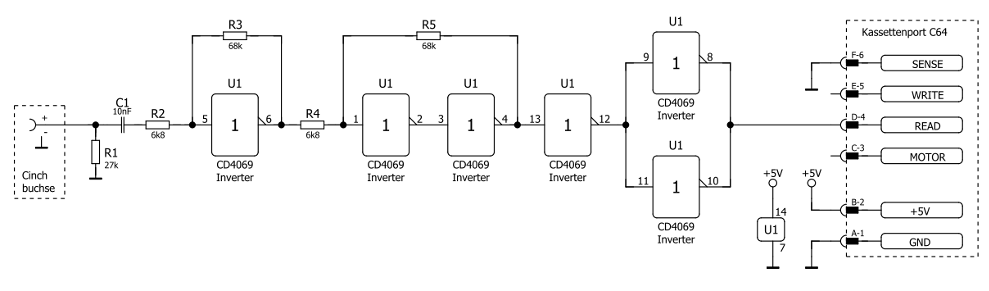 Cinch
buchse
+
-
R1
27k
C1
10nF
R2
6k8
R3
68k
U1
5
1
6
CD4069
Inverter
R4
6k8
R5
68k
U1
1
1
2
CD4069
Inverter
U1
3
1
4
CD4069
Inverter
U1
13
1
12
CD4069
Inverter
U1
9
1
8
CD4069
Inverter
U1
11
1
10
CD4069
Inverter
+5V
14
U1
7
+5V
Kassettenport C64
F-6
SENSE
E-5
WRITE
D-4
READ
C-3
MOTOR
B-2
+5V
A-1
GND